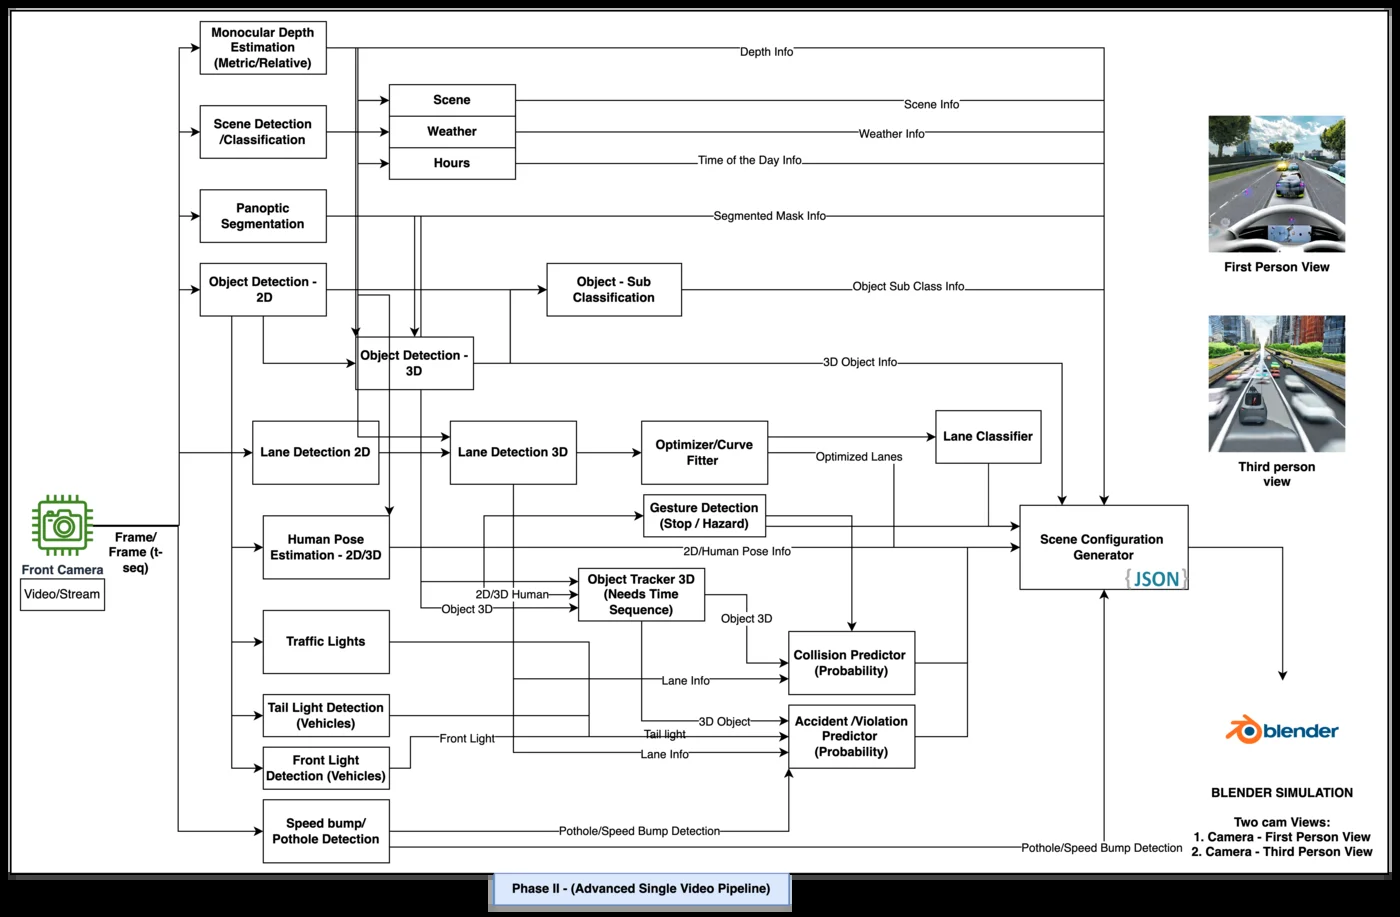 Monocular Depth
Estimation
(Metric/Relative)
Depth Info
Scene
Scene Info
Scene Detection
/Classification
Weather
Weather Info
Hours
Time of the Day Info
Panoptic
Segmentation
Segmented Mask Info
First Person View
Object Detection -
2D
Object - Sub
Classification
Object Sub Class Info
Object Detection -
3D
3D Object Info
Lane Detection 2D
Lane Detection 3D
Optimizer/Curve
Fitter
Optimized Lanes
Lane Classifier
Third person
view
Gesture Detection
(Stop / Hazard)
Frame/
Frame (t-
seq)
Front Camera
Video/Stream
Human Pose
Estimation - 2D/3D
2D/Human Pose Info
Scene Configuration
Generator
{JSON}
Object Tracker 3D
(Needs Time
Sequence)
2D/3D Human
Object 3D
Object 3D
Traffic Lights
Collision Predictor
(Probability)
Lane Info
Tail Light Detection
(Vehicles)
3D Object
Tail light
Front Light
Lane Info
Accident /Violation
Predictor
(Probability)
blender
Front Light
Detection (Vehicles)
BLENDER SIMULATION
Speed bump/
Pothole Detection
Pothole/Speed Bump Detection
Pothole/Speed Bump Detection
Two cam Views:
1. Camera - First Person View
2. Camera - Third Person View
Phase II - (Advanced Single Video Pipeline)